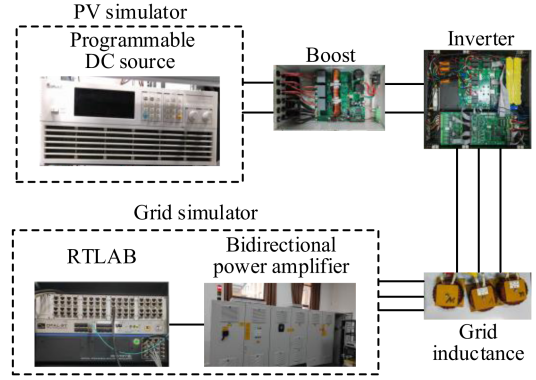 PV simulator
Programmable
DC source
Boost
Inverter
Grid simulator
RTLAB
Bidirectional
power amplifier
Grid
inductance